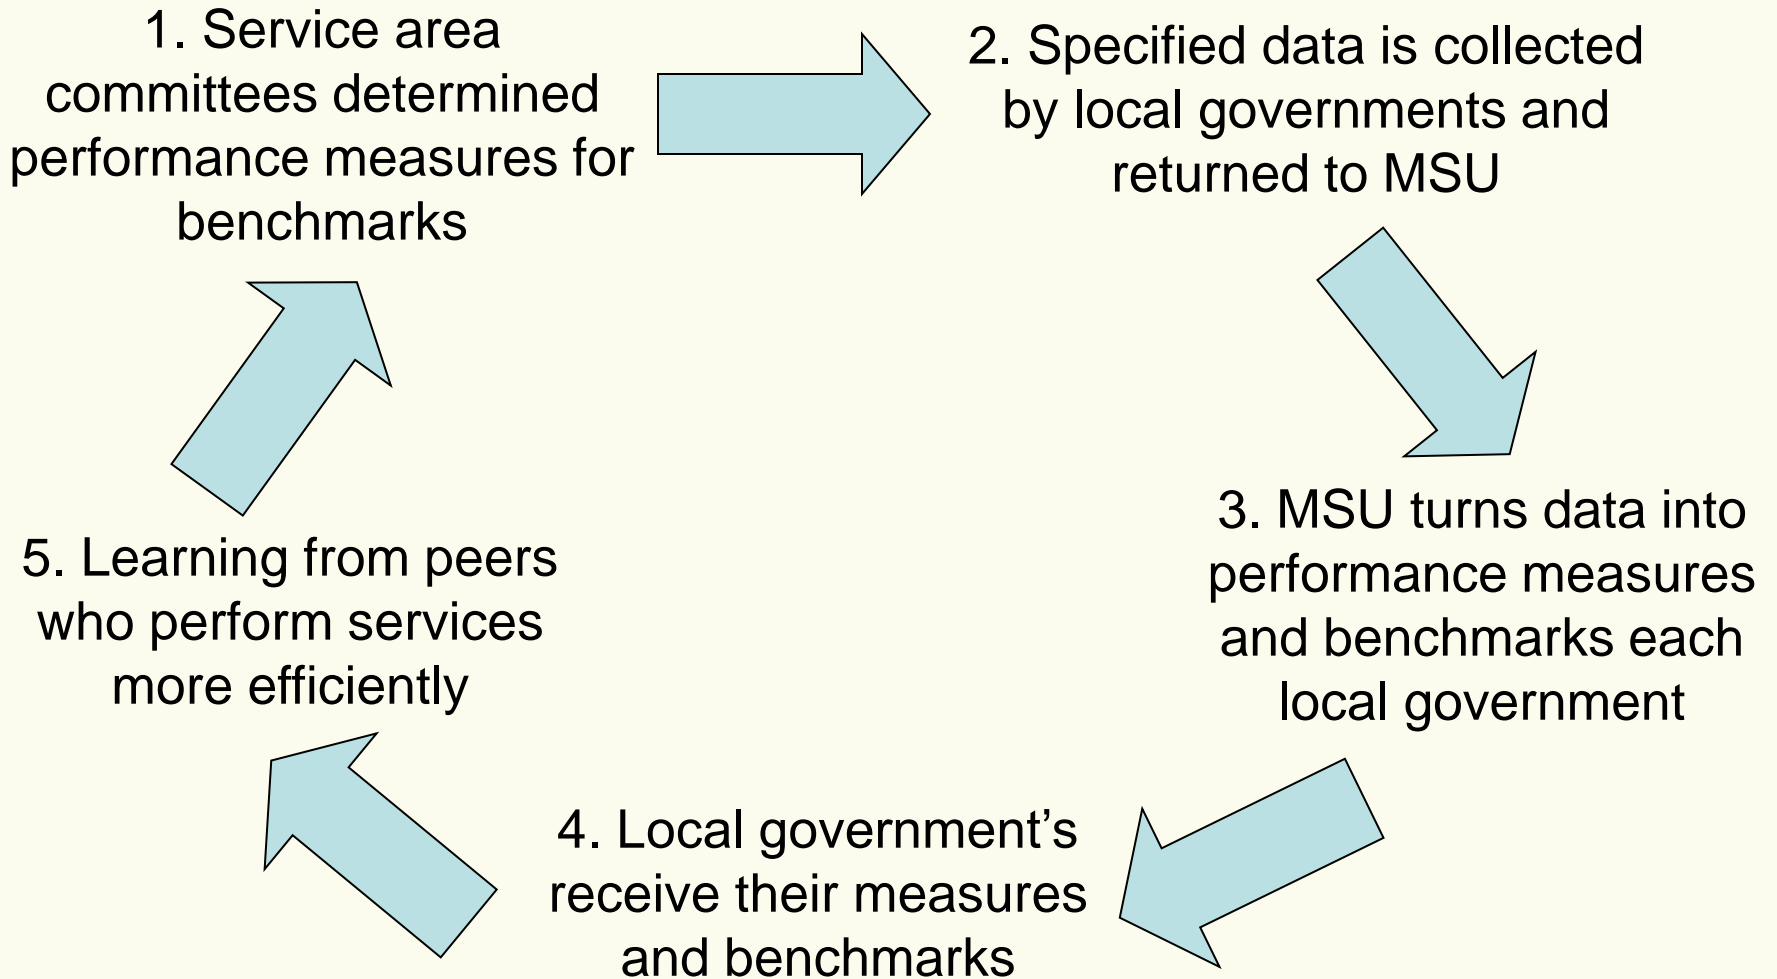 1. Service area
committees determined
performance measures for
benchmarks
2. Specified data is collected
by local governments and
returned to MSU
3. MSU turns data into
performance measures
and benchmarks each
local government
4. Local government’s
receive their measures
and benchmarks
5. Learning from peers
who perform services
more efficiently